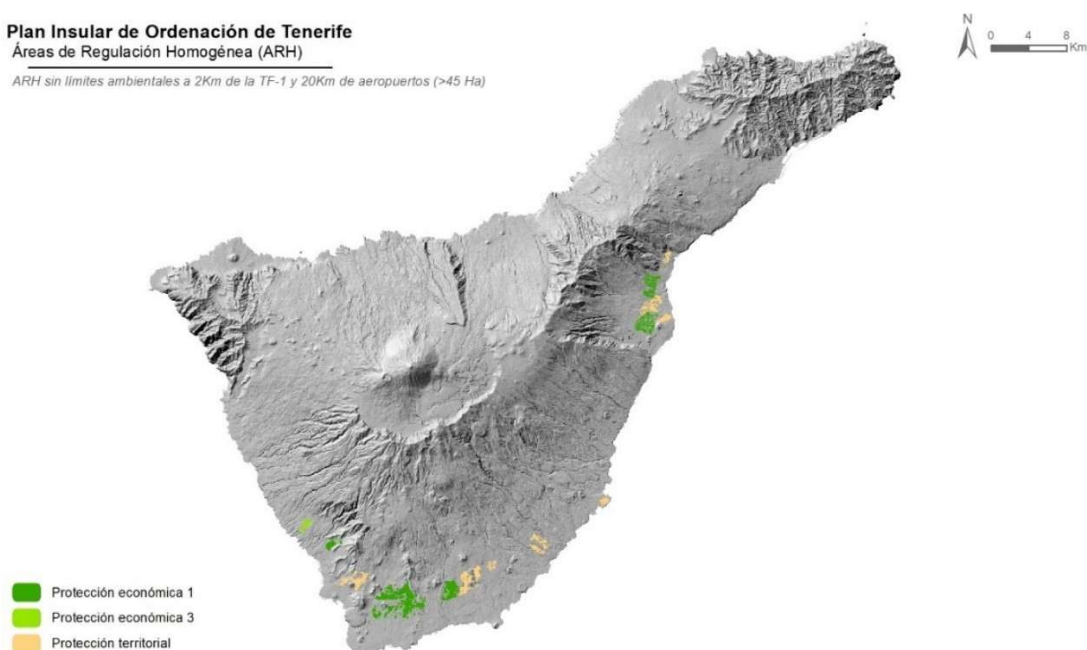 Plan Insular de Ordenación de Tenerife
Áreas de Regulación Homogénea (ARH)
ARH sin límites ambientales a 2Km de la TF-1 y 20Km de aeropuertos (>45 Ha)
N
0 4 8
Km
Protección económica 1
Protección económica 3
Protección territorial